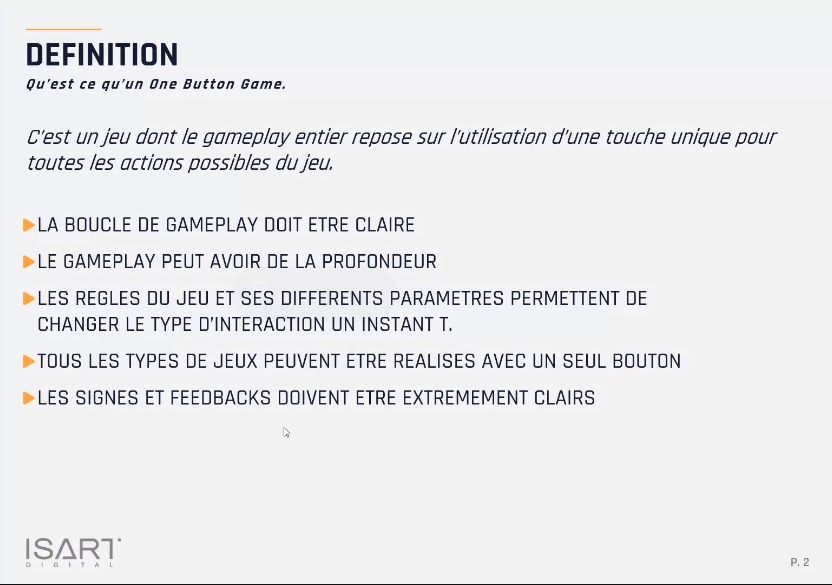 DEFINITION
Qu'est ce qu'un One Button Game.
C'est un jeu dont le gameplay entier repose sur l'utilisation d'une touche unique pour
toutes les actions possibles du jeu.
LA BOUCLE DE GAMEPLAY DOIT ETRE CLAIRE
LE GAMEPLAY PEUT AVOIR DE LA PROFONDEUR
LES REGLES DU JEU ET SES DIFFERENTS PARAMETRES PERMETTENT DE
CHANGER LE TYPE D'INTERACTION UN INSTANT T.
TOUS LES TYPES DE JEUX PEUVENT ETRE REALISES AVEC UN SEUL BOUTON
LES SIGNES ET FEEDBACKS DOIVENT ETRE EXTREMEMENT CLAIRS
ISART
DIGITAL
P. 2